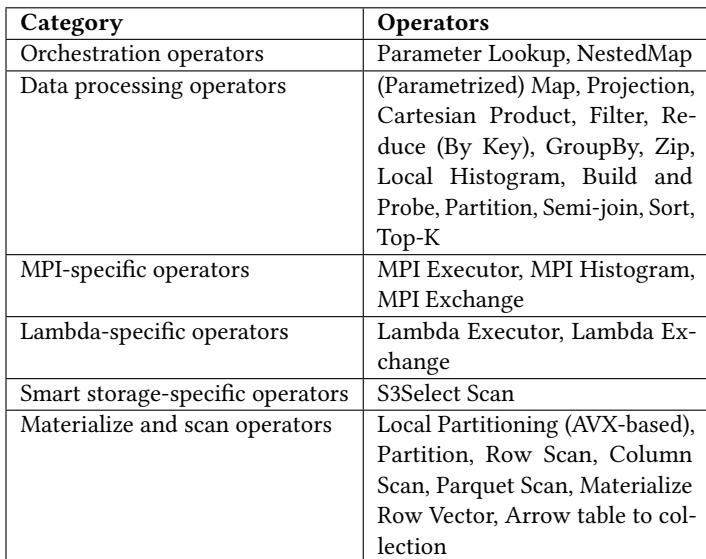 Category Operators
Orchestration operators Parameter Lookup, NestedMap
Data processing operators (Parametrized) Map, Projection,
Cartesian Product, Filter, Re-
duce (By Key), GroupBy, Zip,
Local Histogram, Build and
Probe, Partition, Semi-join, Sort,
Top-K
MPI-specific operators MPI Executor, MPI Histogram,
MPI Exchange
Lambda-specific operators Lambda Executor, Lambda Ex-
change
Smart storage-specific operators S3Select Scan
Materialize and scan operators Local Partitioning (AVX-based),
Partition, Row Scan, Column
Scan, Parquet Scan, Materialize
Row Vector, Arrow table to col-
lection